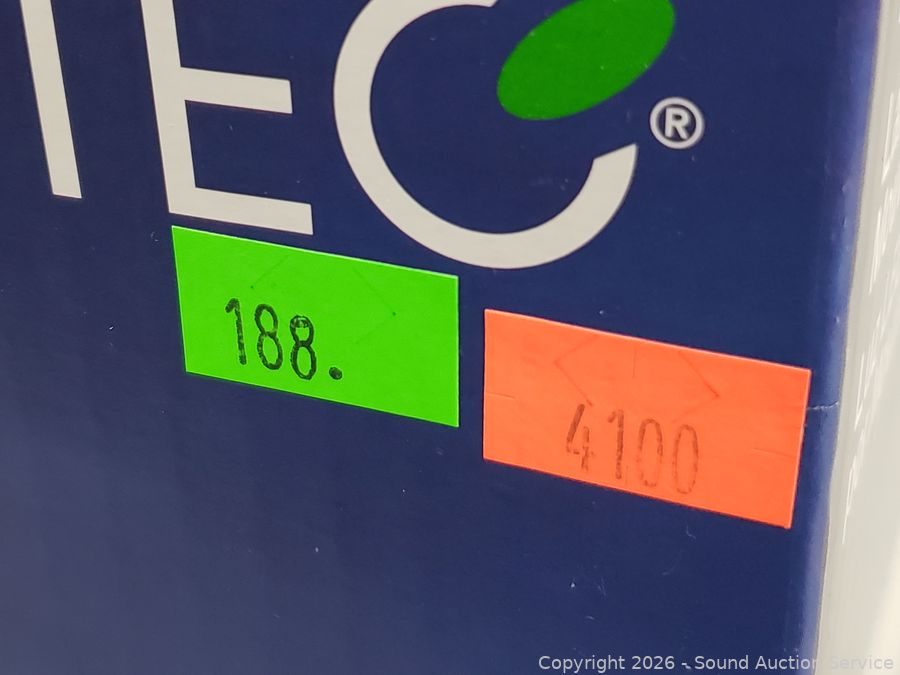 TEC®
188.
4100
Copyright 2026 - Sound Auction Service